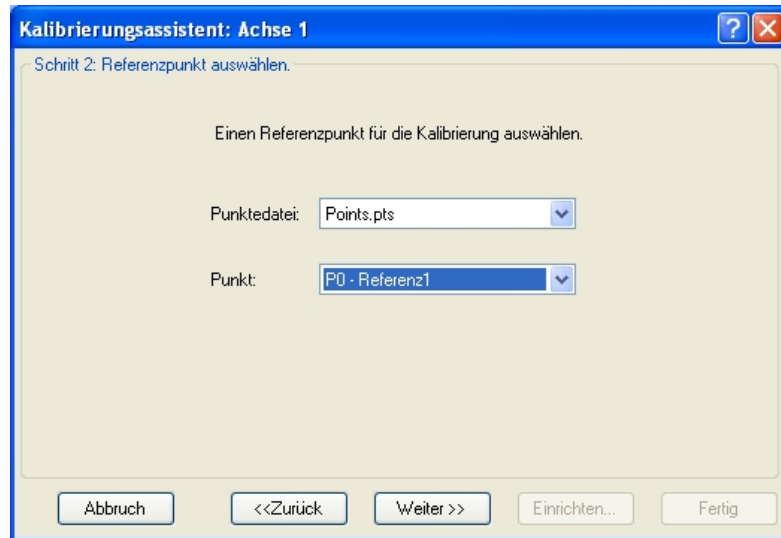 Kalibrierungsassistent: Achse 1
Schritt 2: Referenzpunkt auswählen.
Einen Referenzpunkt für die Kalibrierung auswählen.
Punktedatei: Points.pts
Punkt: P0 - Referenz1
Abbruch <<Zurück Weiter >> Einrichten... Fertig